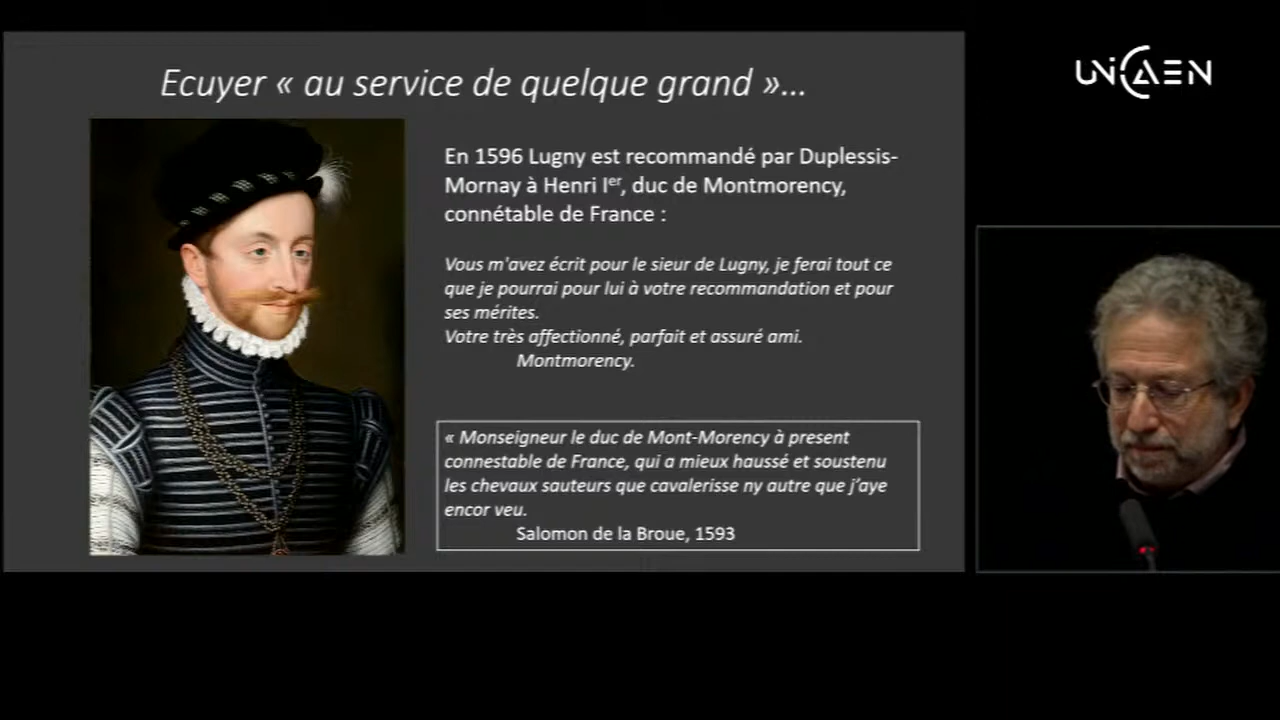 Ecuyer « au service de quelque grand »...
UNICAEN
En 1596 Lugny est recommandé par Duplessis-
Mornay à Henri Ier, duc de Montmorency,
connétable de France :
Vous m'avez écrit pour le sieur de Lugny, je ferai tout ce
que je pourrai pour lui à votre recommandation et pour
ses mérites.
Votre très affectionné, parfait et assuré ami.
Montmorency.
« Monseigneur le duc de Mont-Morency à present
connestable de France, qui a mieux haussé et soustenu
les chevaux sauteurs que cavalerisse ny autre que j'aye
encor veu.
Salomon de la Broue, 1593